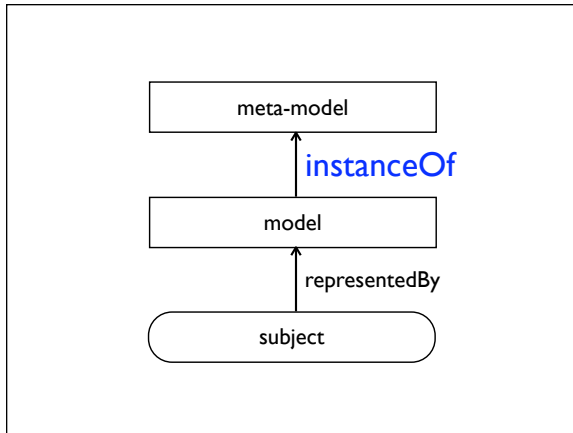 meta-model
instanceOf
model
representedBy
subject